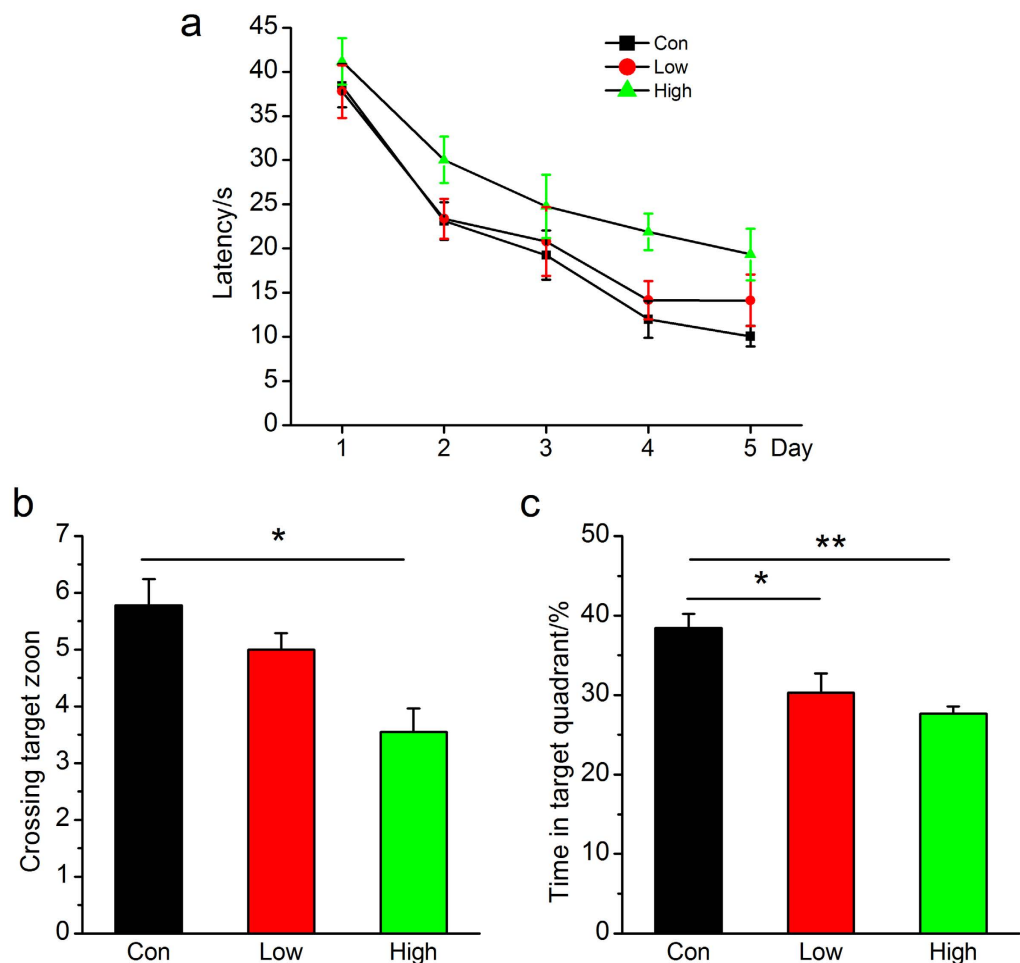 a
45
40
35
30
25
20
15
10
5
0
Latency/s
Con
Low
High
1 2 3 4 5 Day
b
7
6
5
4
3
2
1
0
Crossing target zoon
*
Con Low High
c
50
40
30
20
10
0
Time in target quadrant/%
**
*
Con Low High